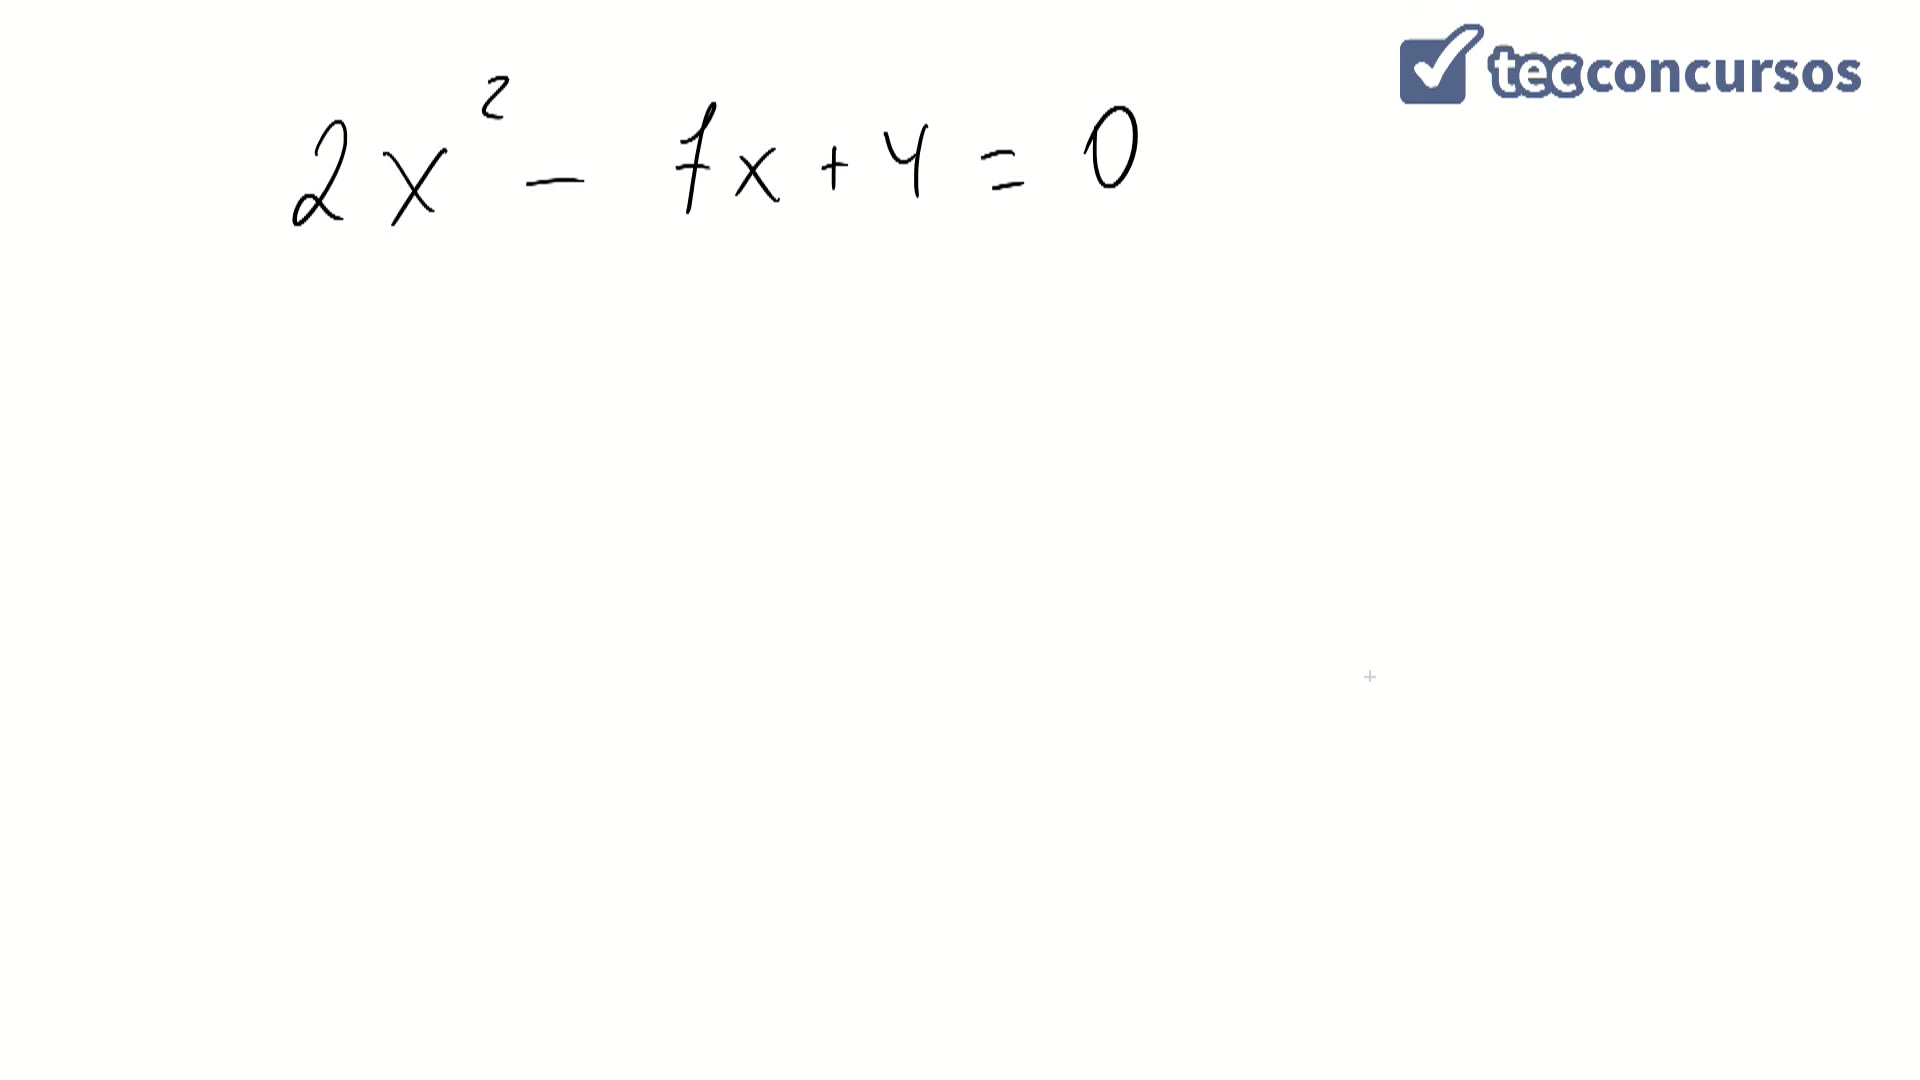 tecconcursos
2x² - 7x + 4 = 0